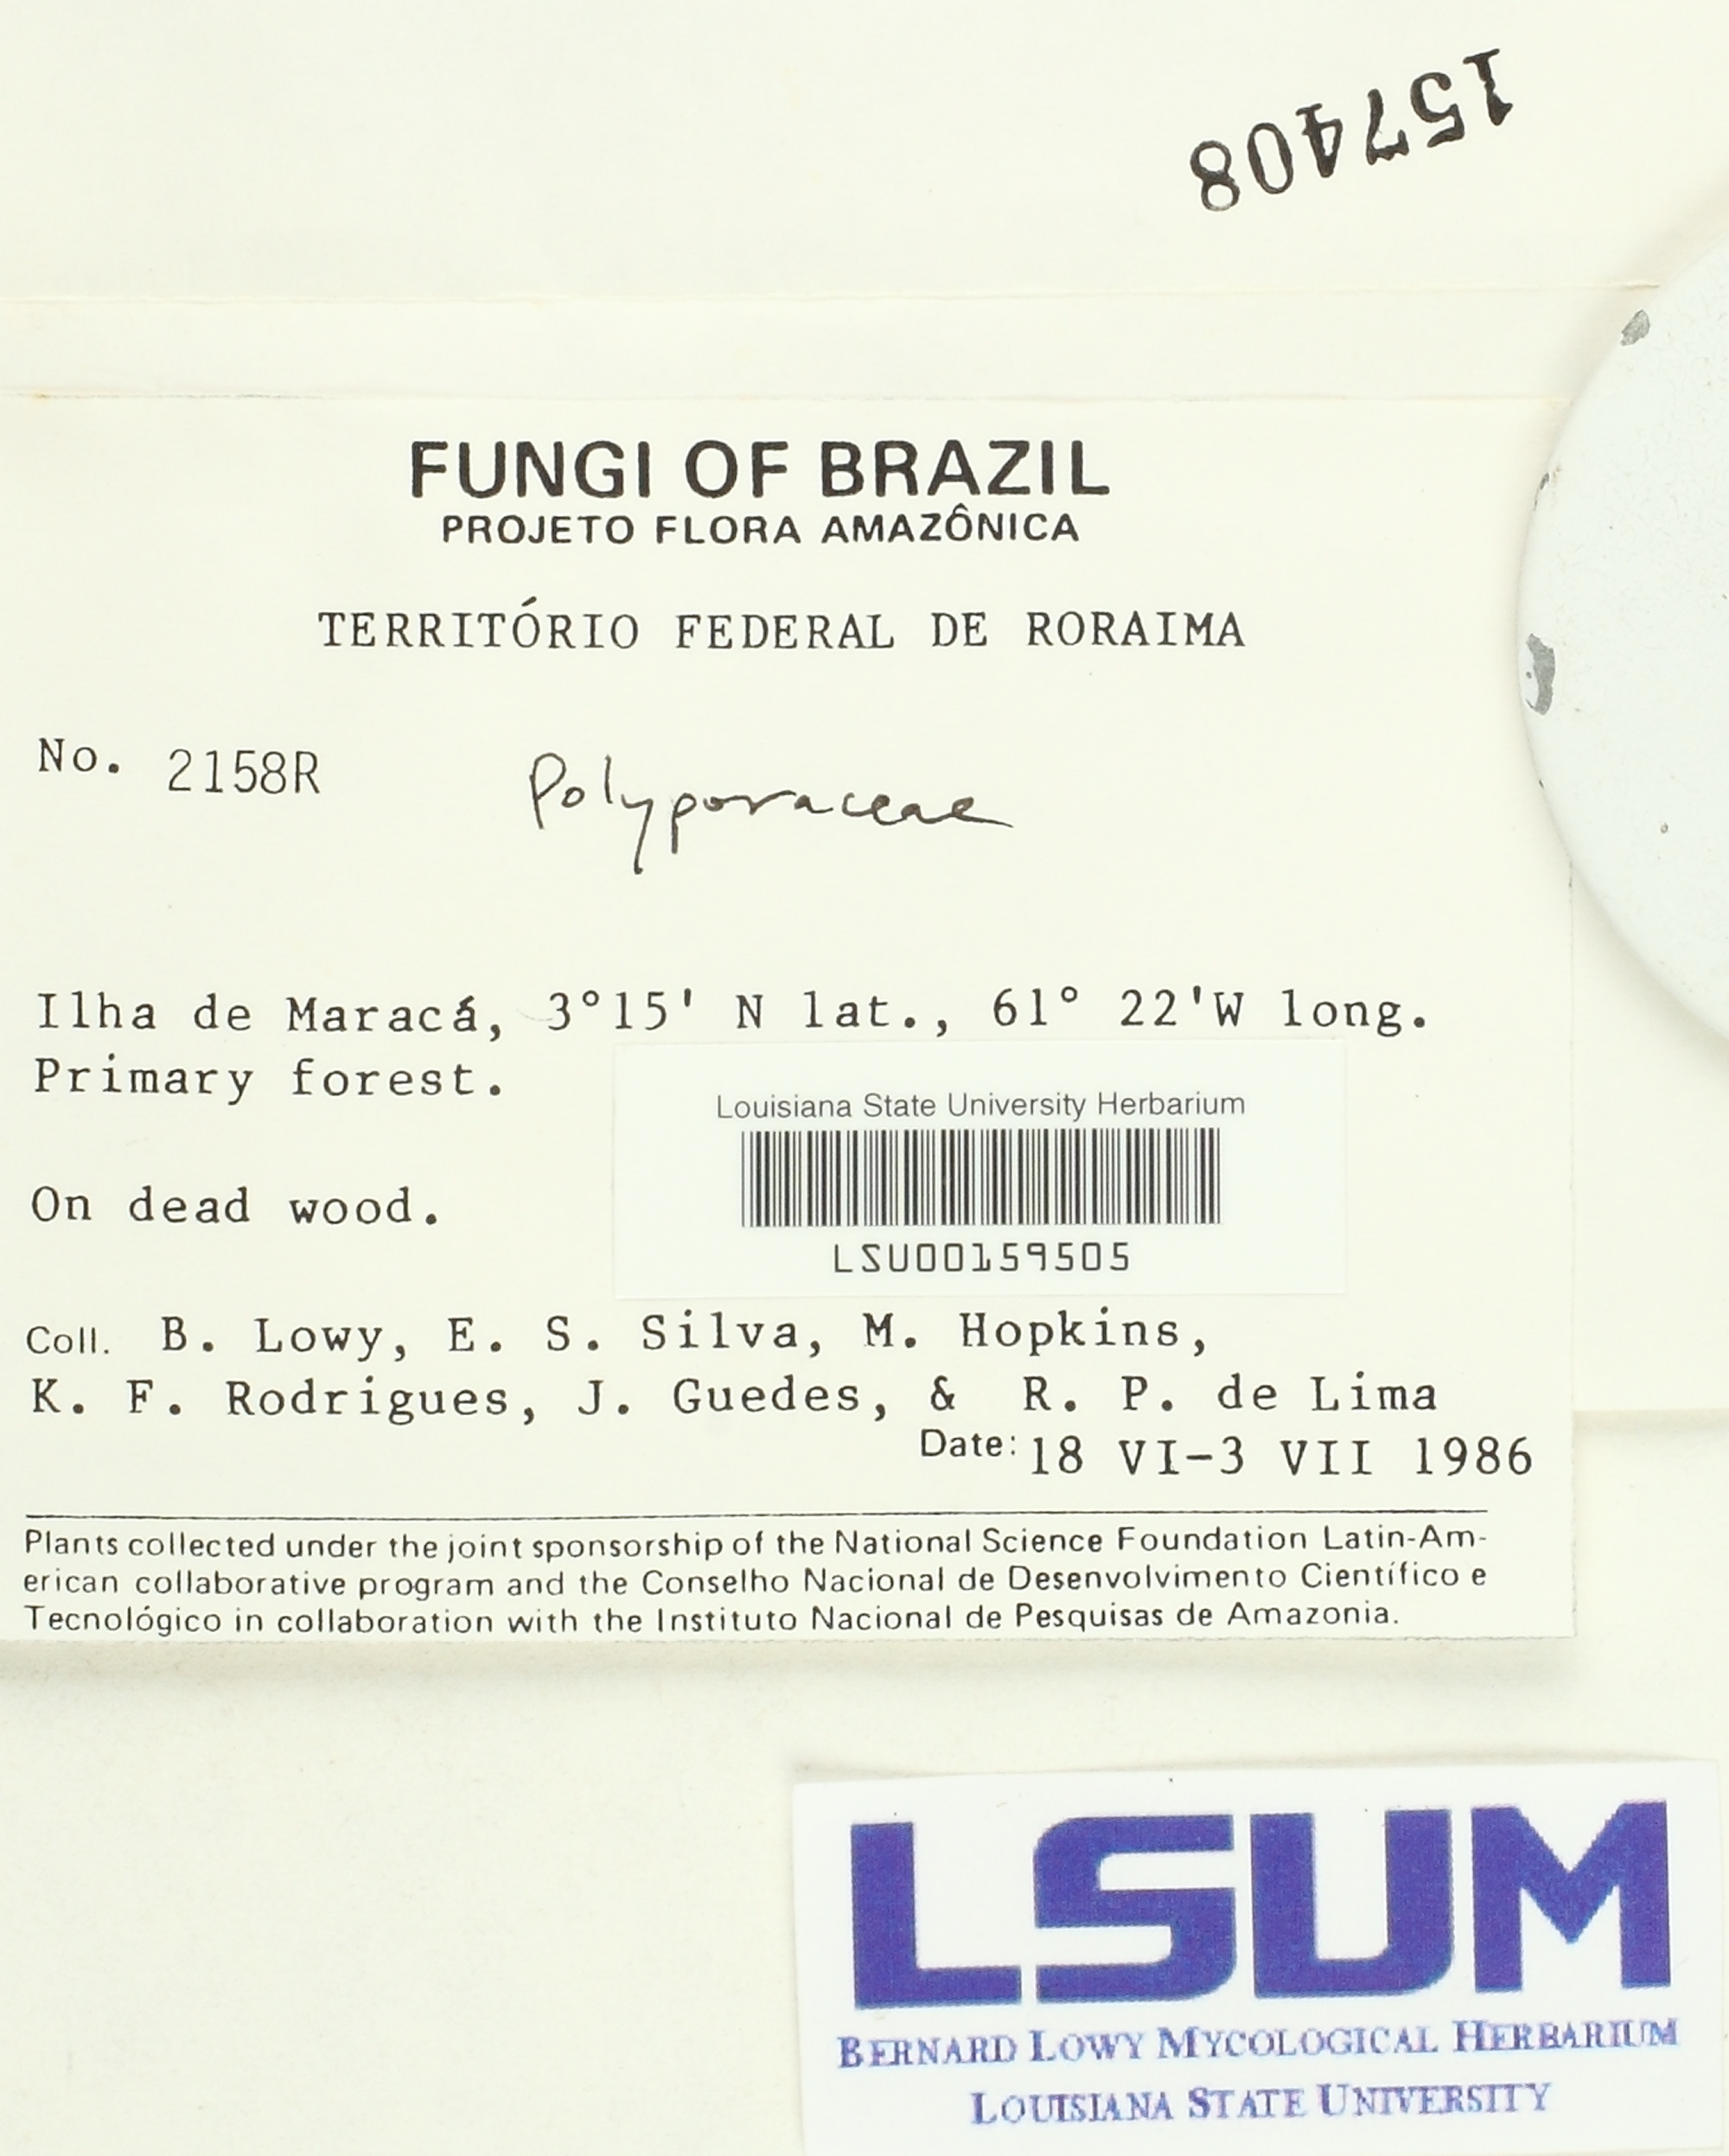 157408
FUNGI OF BRAZIL
PROJETO FLORA AMAZÔNICA
TERRITÓRIO FEDERAL DE RORAIMA
No. 2158R Polyporaceae
Ilha de Maracá, 3°15' N lat., 61° 22'W long.
Primary forest.
Louisiana State University Herbarium
LSU00159505
On dead wood.
Coll. B. Lowy, E. S. Silva, M. Hopkins,
K. F. Rodrigues, J. Guedes, & R. P. de Lima
Date: 18 VI-3 VII 1986
Plants collected under the joint sponsorship of the National Science Foundation Latin-Am-
erican collaborative program and the Conselho Nacional de Desenvolvimento Científico e
Tecnológico in collaboration with the Instituto Nacional de Pesquisas de Amazonia.
LSUM
BERNARD LOWY MYCOLOGICAL HERBARIUM
LOUISIANA STATE UNIVERSITY